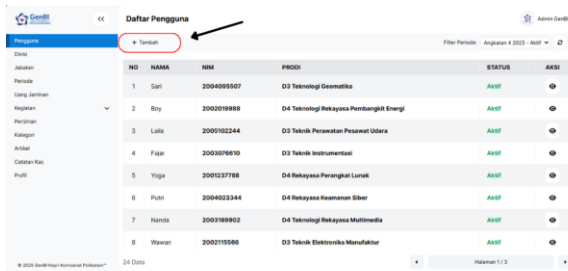 GenBI
Daftar Pengguna
Admin GenBI
Pengguna
Divisi
Jabatan
Periode
Uang Jaminan
Kegiatan
Perizinan
Kategori
Artikel
Catatan Kas
Profil
© 2025 GenBI Kepri Komisariat Polibatam™
+ Tambah
Filter Periode: Angkatan 4 2025 - Aktif
NO NAMA NIM PRODI STATUS AKSI
1 Sari 2004095507 D3 Teknologi Geomatika Aktif
2 Boy 2002019988 D4 Teknologi Rekayasa Pembangkit Energi Aktif
3 Laila 2005102244 D3 Teknik Perawatan Pesawat Udara Aktif
4 Fajar 2003076610 D3 Teknik Instrumentasi Aktif
5 Yoga 2001237788 D4 Rekayasa Perangkat Lunak Aktif
6 Putri 2004023344 D4 Rekayasa Keamanan Siber Aktif
7 Nanda 2003189902 D4 Teknologi Rekayasa Multimedia Aktif
8 Wawan 2002115566 D3 Teknik Elektronika Manufaktur Aktif
24 Data
Halaman 1 / 3